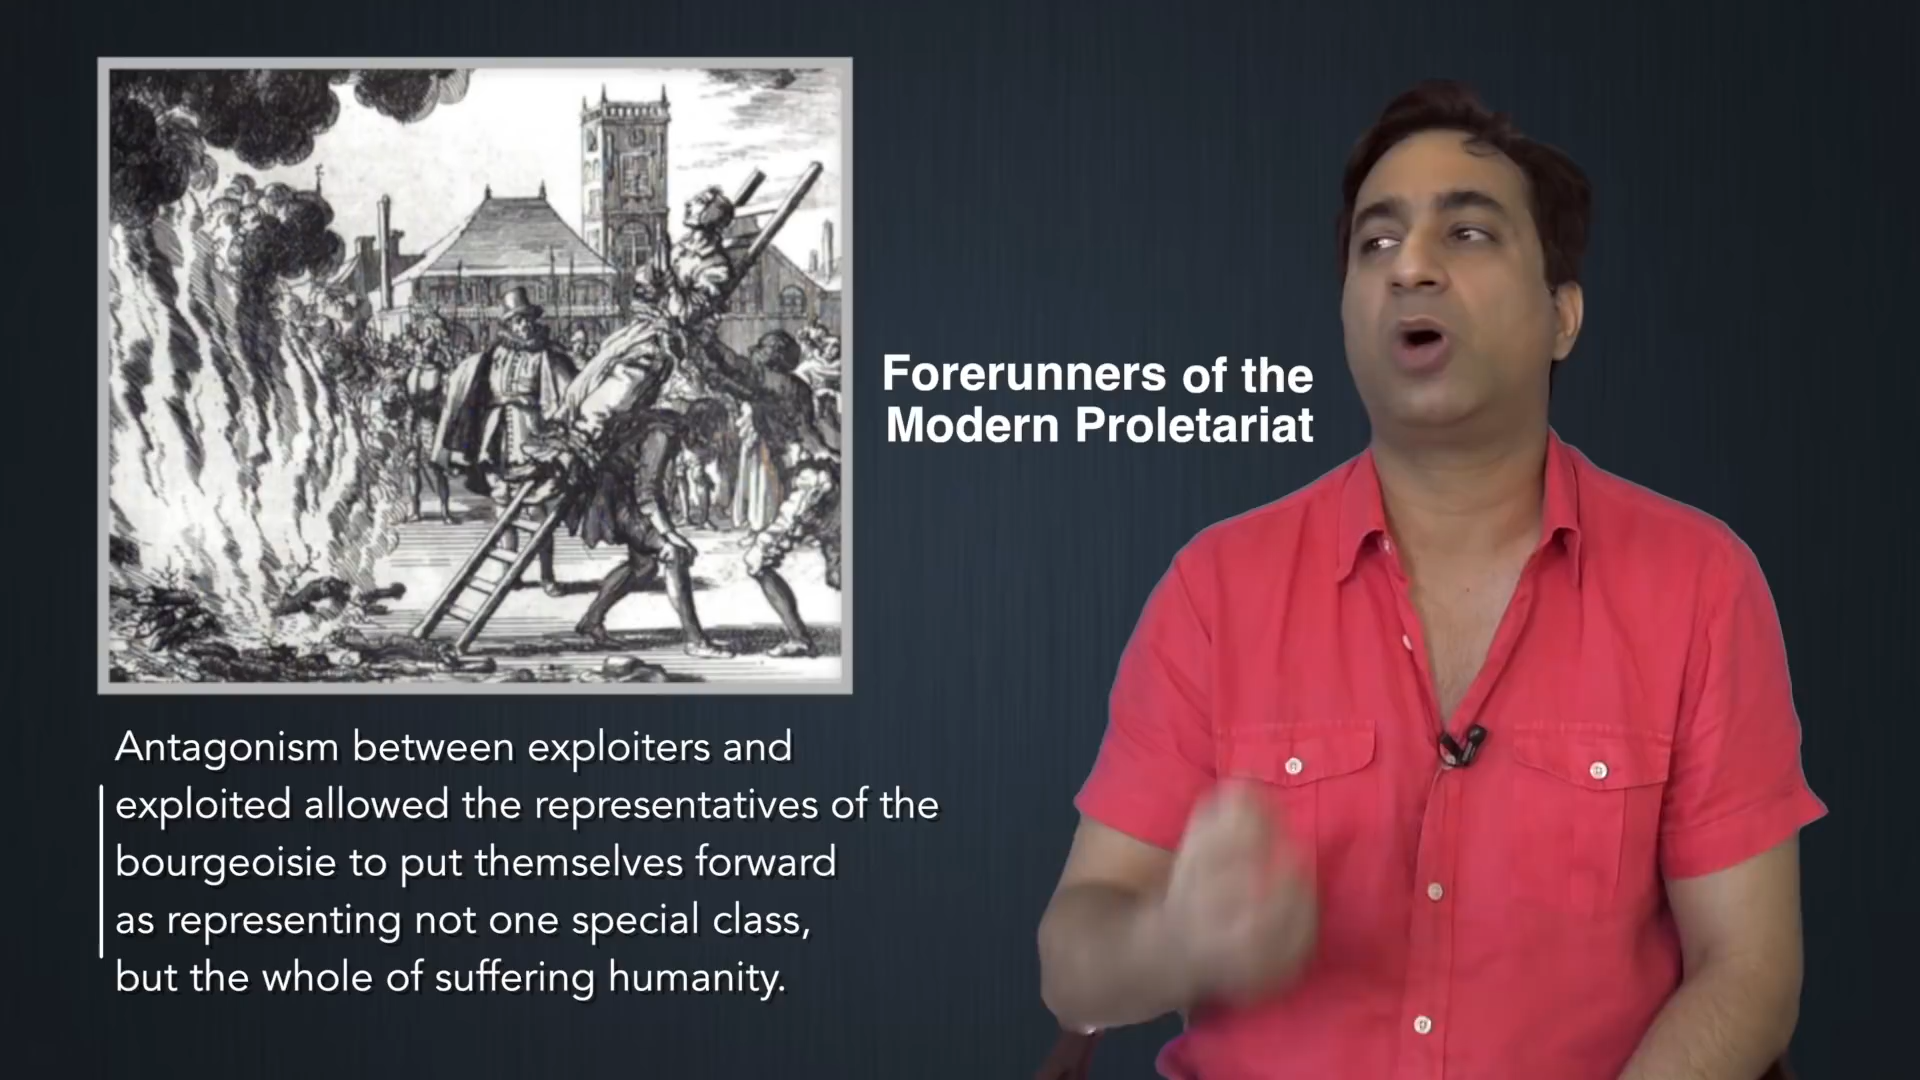 Forerunners of the
Modern Proletariat
Antagonism between exploiters and
exploited allowed the representatives of the
bourgeoisie to put themselves forward
as representing not one special class,
but the whole of suffering humanity.